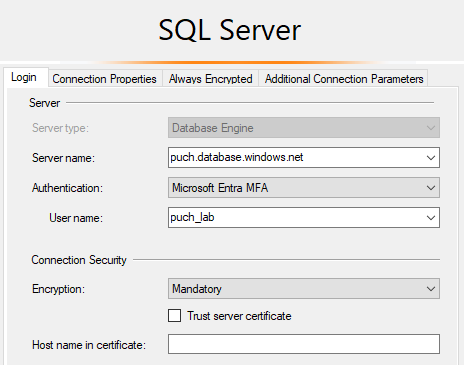 SQL Server
Login Connection Properties Always Encrypted Additional Connection Parameters
Server
Server type: Database Engine
Server name: puch.database.windows.net
Authentication: Microsoft Entra MFA
User name: puch_lab
Connection Security
Encryption: Mandatory
Trust server certificate
Host name in certificate: